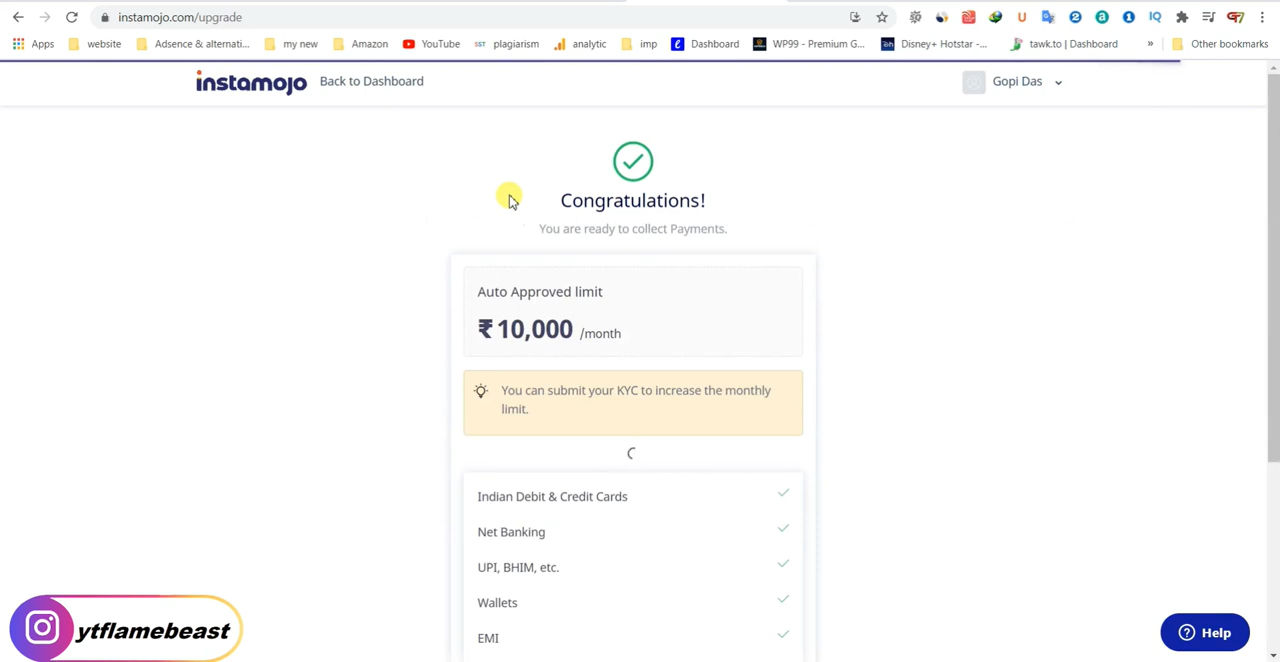 instamojo.com/upgrade
Apps website Adsence & alternati... my new Amazon YouTube SST plagiarism analytic imp Dashboard WP99 - Premium G... Disney+ Hotstar -... tawk.to | Dashboard » Other bookmarks
instamojo Back to Dashboard Gopi Das
Congratulations!
You are ready to collect Payments.
Auto Approved limit
₹ 10,000 /month
You can submit your KYC to increase the monthly
limit.
Indian Debit & Credit Cards
Net Banking
UPI, BHIM, etc.
Wallets
EMI
ytflamebeast
Help